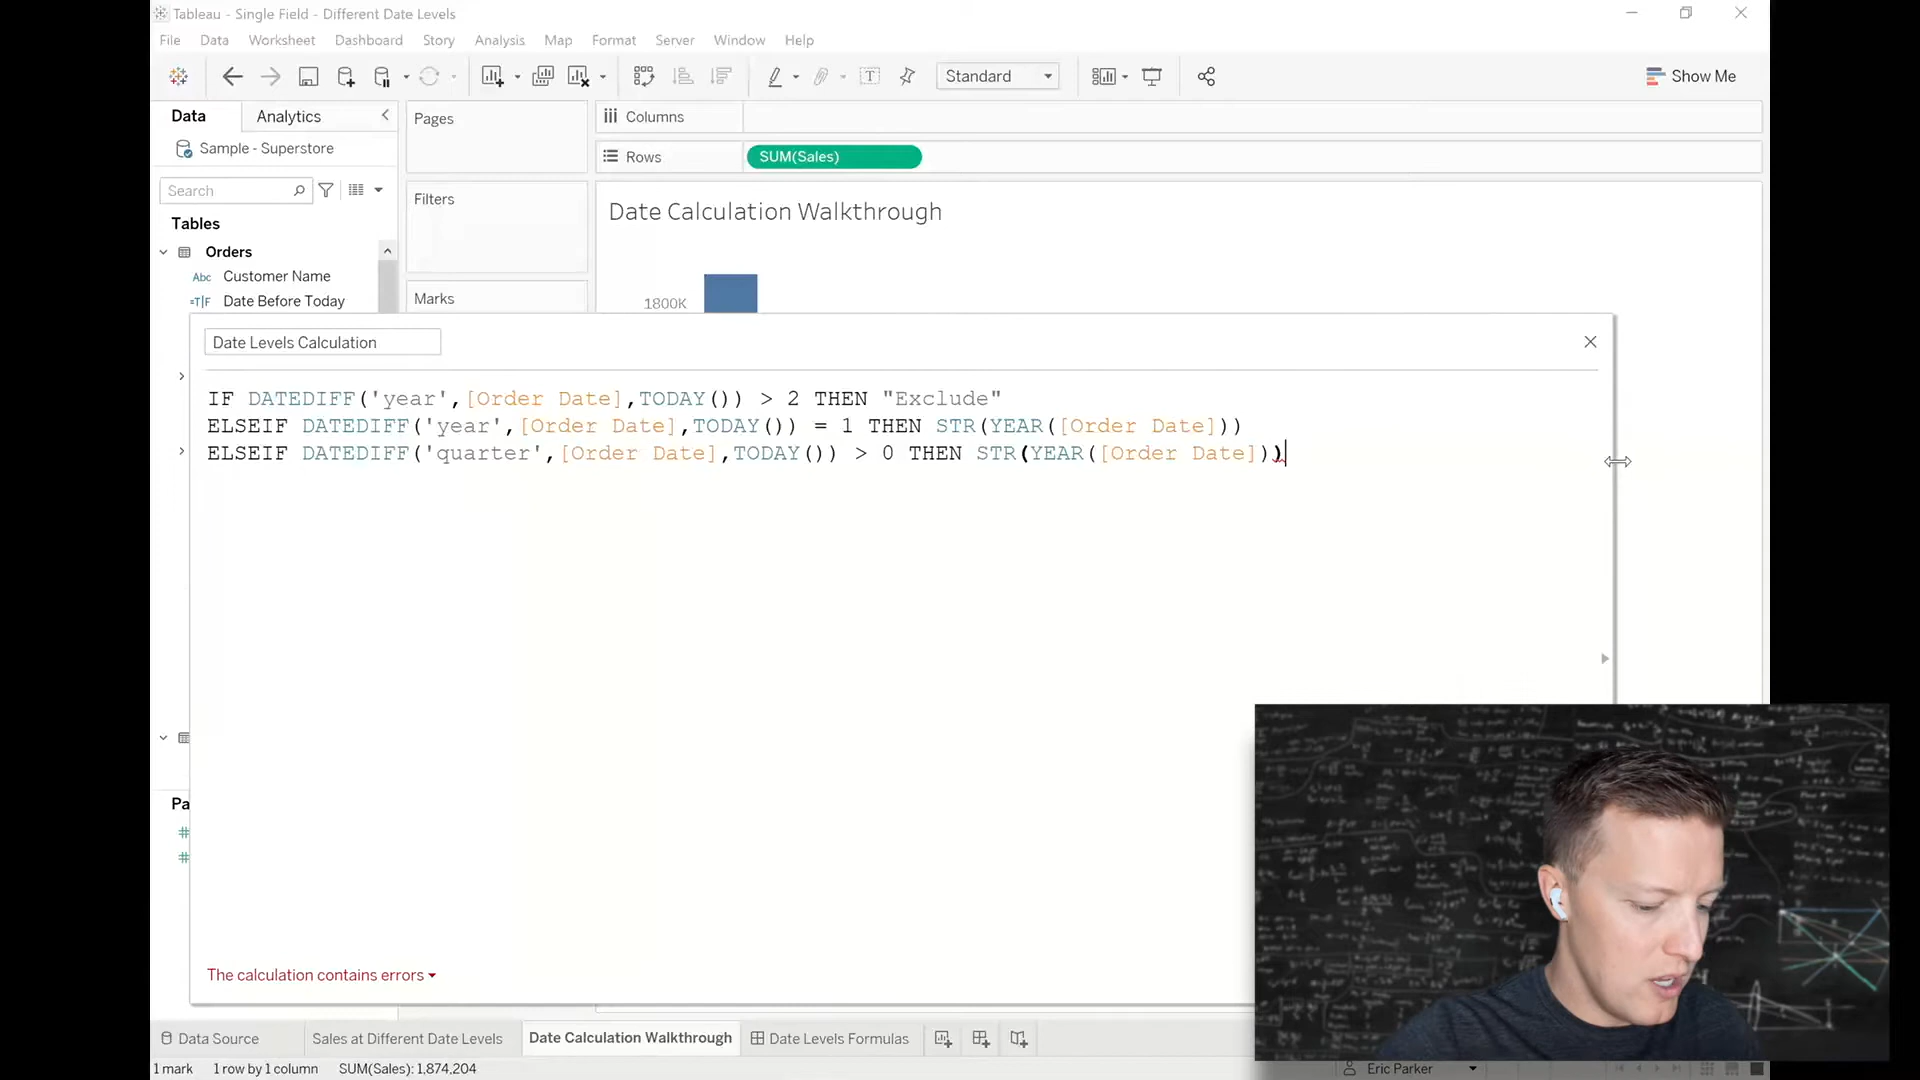 Tableau - Single Field - Different Date Levels
File Data Worksheet Dashboard Story Analysis Map Format Server Window Help
Standard
Show Me
Data Analytics
Pages
Columns
Sample - Superstore
Rows SUM(Sales)
Search
Filters
Date Calculation Walkthrough
Tables
Orders
Abc Customer Name
=T|F Date Before Today
Marks
1800K
Date Levels Calculation
IF DATEDIFF('year',[Order Date],TODAY()) > 2 THEN "Exclude"
ELSEIF DATEDIFF('year',[Order Date],TODAY()) = 1 THEN STR(YEAR([Order Date]))
ELSEIF DATEDIFF('quarter',[Order Date],TODAY()) > 0 THEN STR(YEAR([Order Date]))
Pa
#
#
The calculation contains errors
Data Source Sales at Different Date Levels Date Calculation Walkthrough Date Levels Formulas
1 mark 1 row by 1 column SUM(Sales): 1,874,204
Eric Parker